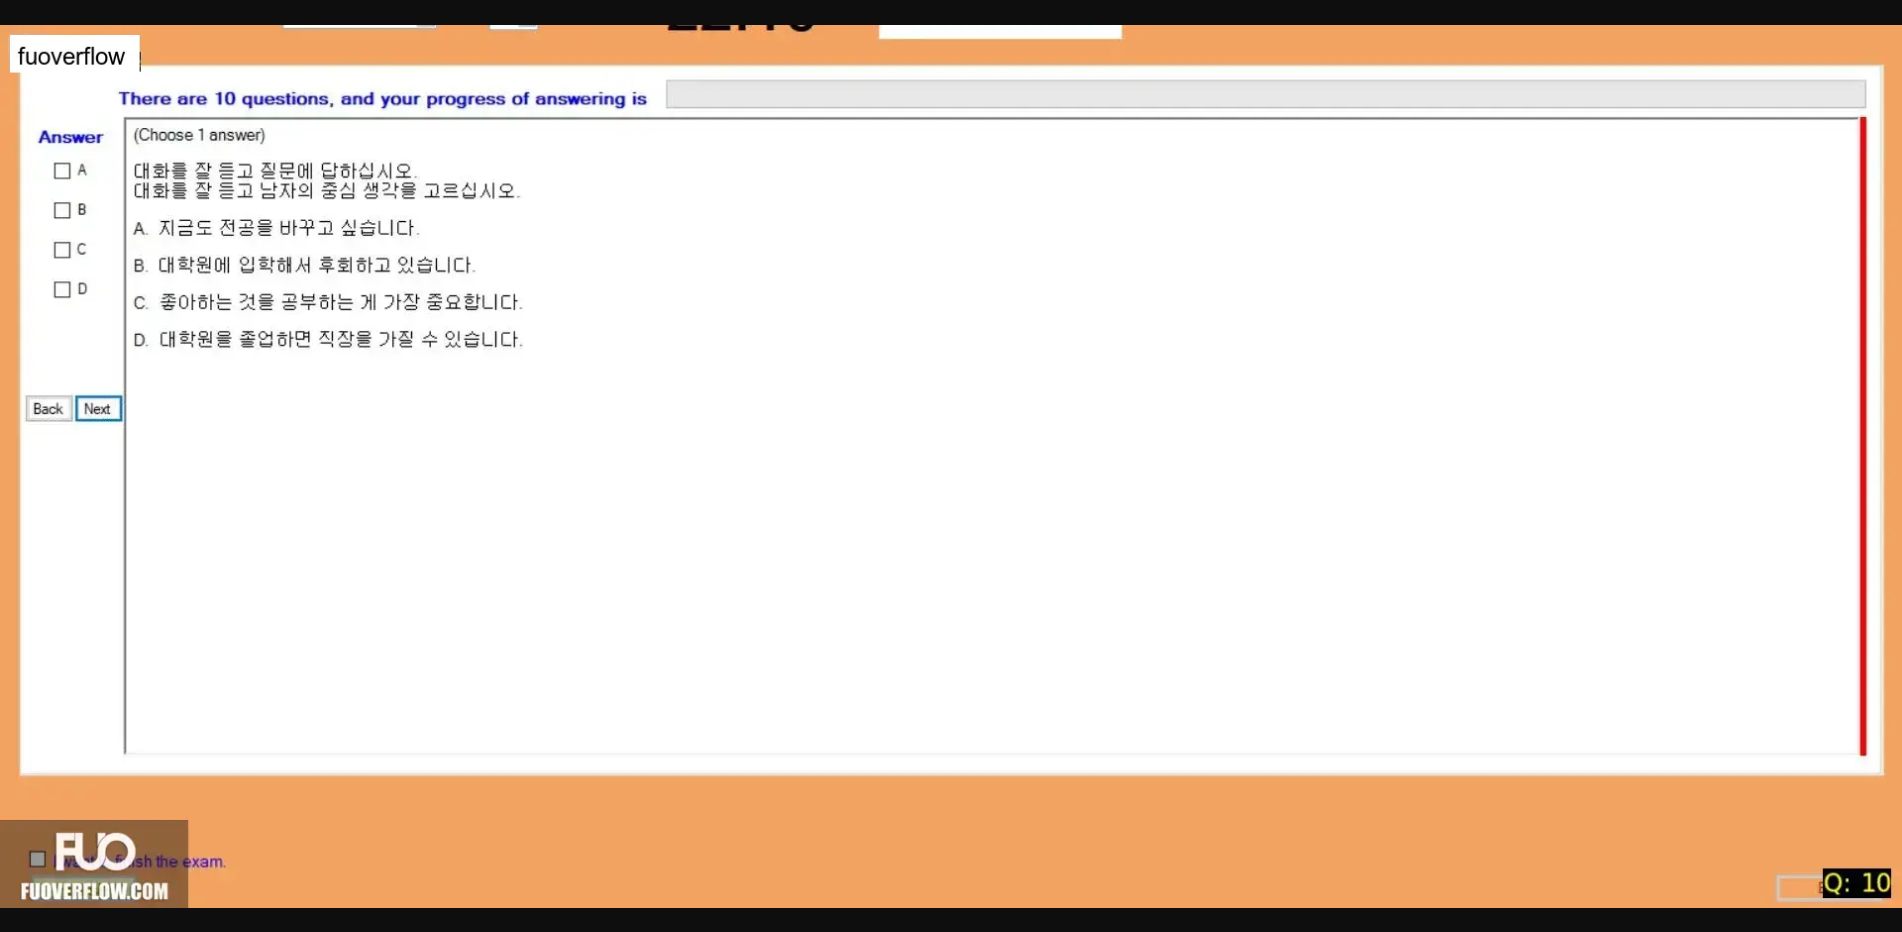 fuoverflow
There are 10 questions, and your progress of answering is
Answer
(Choose 1 answer)
A
B
C
D
대화를 잘 듣고 질문에 답하십시오.
대화를 잘 듣고 남자의 중심 생각을 고르십시오.
A. 지금도 전공을 바꾸고 싶습니다.
B. 대학원에 입학해서 후회하고 있습니다.
C. 좋아하는 것을 공부하는 게 가장 중요합니다.
D. 대학원을 졸업하면 직장을 가질 수 있습니다.
Back Next
FUO
the exam.
FUOVERFLOW.COM
Q: 10